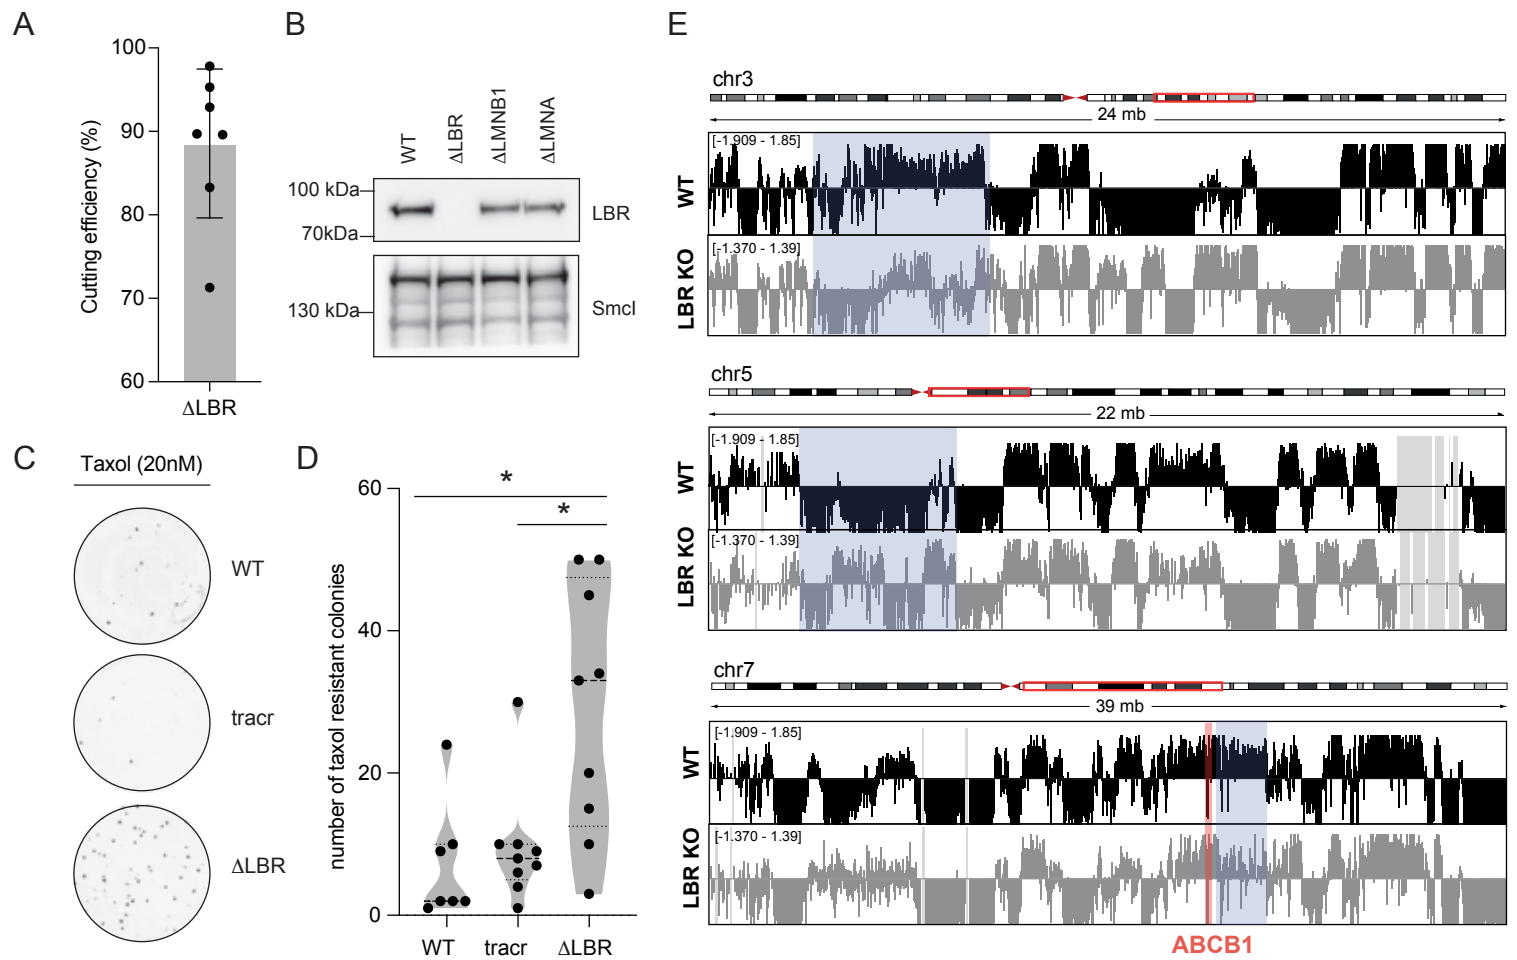 A
100
90
80
70
60
Cutting efficiency (%)
ΔLBR
B
WT
ΔLBR
ΔLMNB1
ΔLMNA
100 kDa
70kDa
LBR
130 kDa
SmcI
C
Taxol (20nM)
WT
tracr
ΔLBR
D
60
40
20
0
number of taxol resistant colonies
*
*
WT
tracr
ΔLBR
E
chr3
24 mb
[-1.909 - 1.85]
WT
[-1.370 - 1.39]
LBR KO
chr5
22 mb
[-1.909 - 1.85]
WT
[-1.370 - 1.39]
LBR KO
chr7
39 mb
[-1.909 - 1.85]
WT
[-1.370 - 1.39]
LBR KO
ABCB1